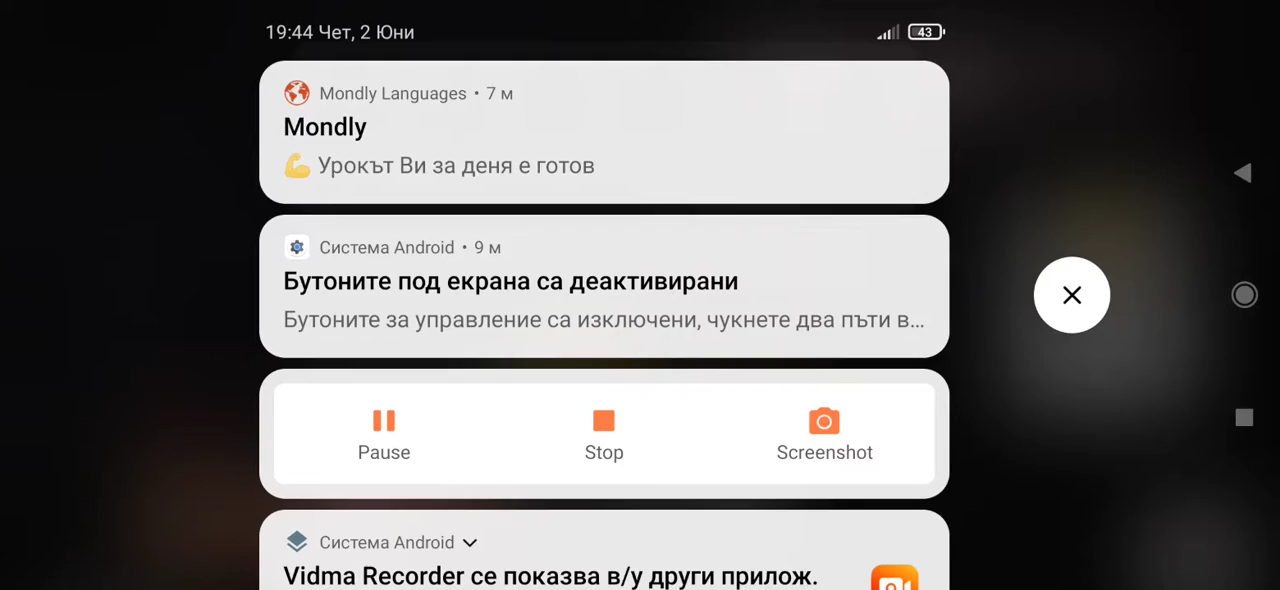 19:44 Чет, 2 Юни
43
Mondly Languages • 7 м
Mondly
💪 Урокът Ви за деня е готов
Система Android • 9 м
Бутоните под екрана са деактивирани
Бутоните за управление са изключени, чукнете два пъти в...
Pause
Stop
Screenshot
Система Android
Vidma Recorder се показва в/у други прилож.